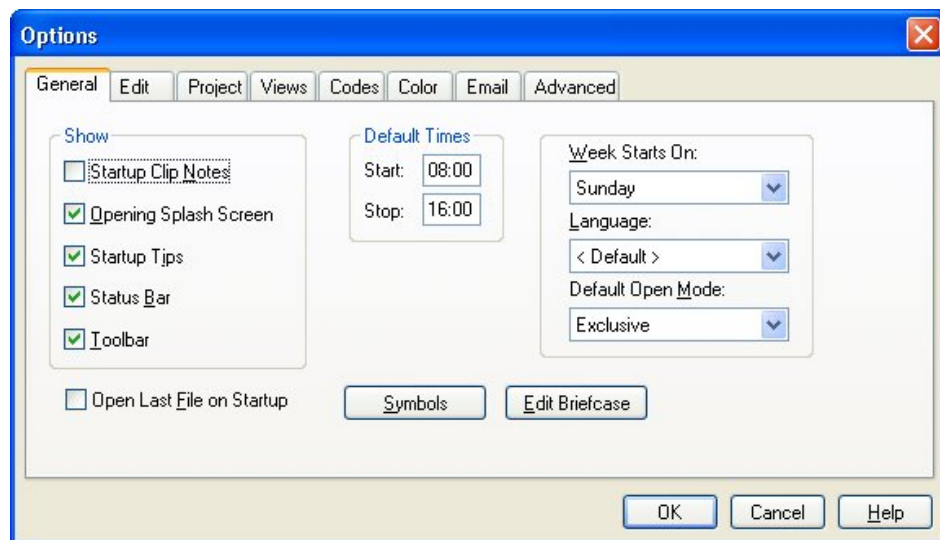 Options
General Edit Project Views Codes Color Email Advanced
Show
Startup Clip Notes
Opening Splash Screen
Startup Tips
Status Bar
Toolbar
Default Times
Start: 08:00
Stop: 16:00
Week Starts On:
Sunday
Language:
< Default >
Default Open Mode:
Exclusive
Open Last File on Startup
Symbols
Edit Briefcase
OK Cancel Help